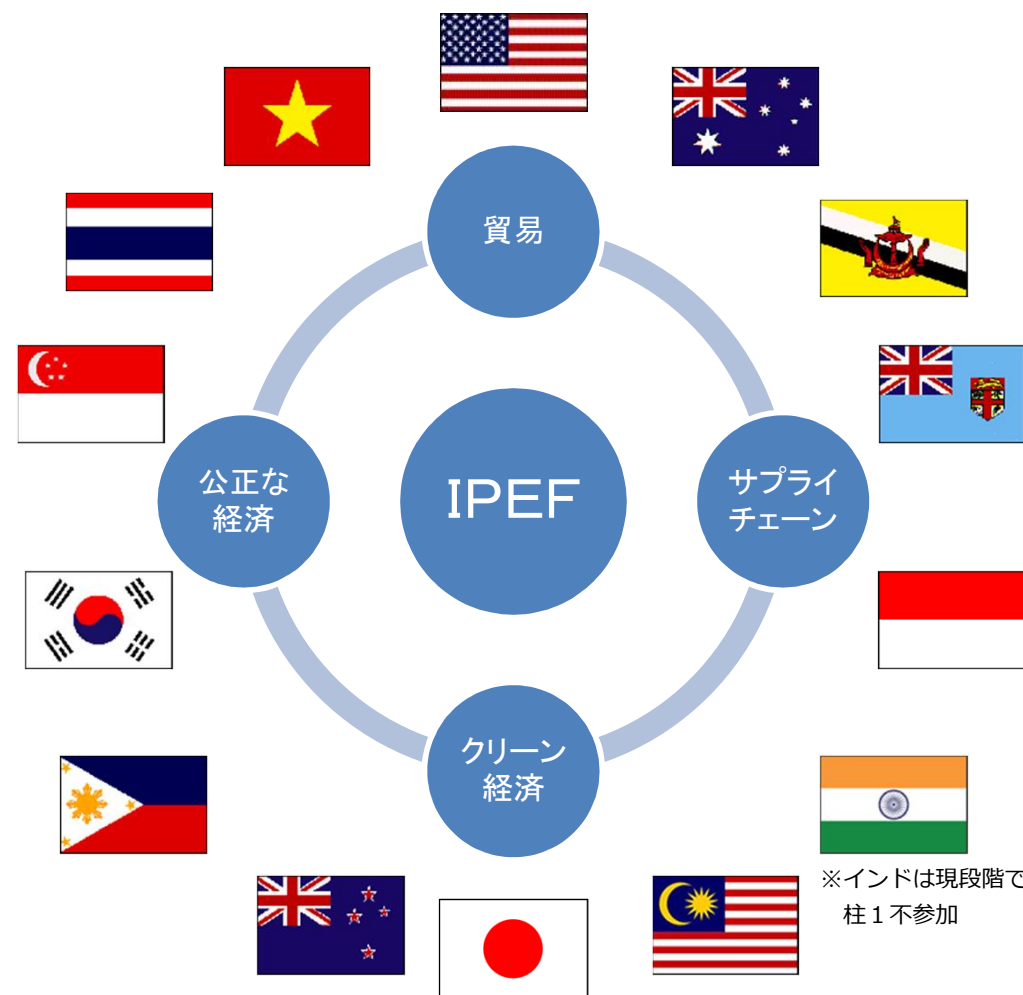 貿易
公正な
経済
IPEF
サプライ
チェーン
クリーン
経済
※インドは現段階で
柱１不参加